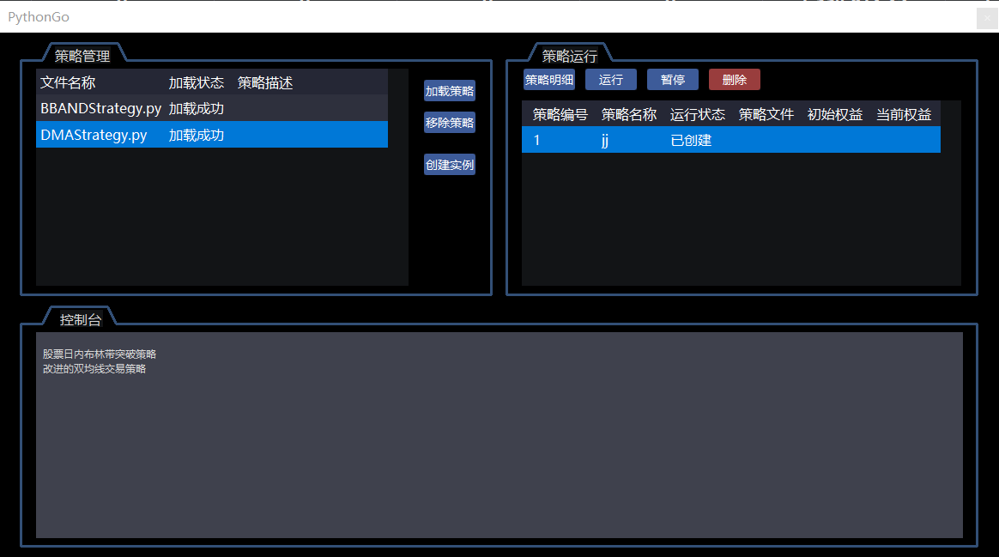 PythonGo
策略管理
文件名称 加载状态 策略描述
BBANDStrategy.py 加载成功
DMAStrategy.py 加载成功
加载策略
移除策略
创建实例
策略运行
策略明细 运行 暂停 删除
策略编号 策略名称 运行状态 策略文件 初始权益 当前权益
1 jj 已创建
控制台
股票日内布林带突破策略
改进的双均线交易策略